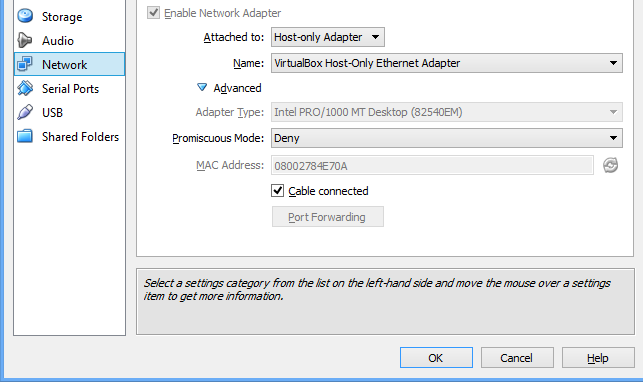 Storage
Audio
Network
Serial Ports
USB
Shared Folders
Enable Network Adapter
Attached to: Host-only Adapter
Name: VirtualBox Host-Only Ethernet Adapter
Advanced
Adapter Type: Intel PRO/1000 MT Desktop (82540EM)
Promiscuous Mode: Deny
MAC Address: 08002784E70A
Cable connected
Port Forwarding
Select a settings category from the list on the left-hand side and move the mouse over a settings
item to get more information.
OK Cancel Help